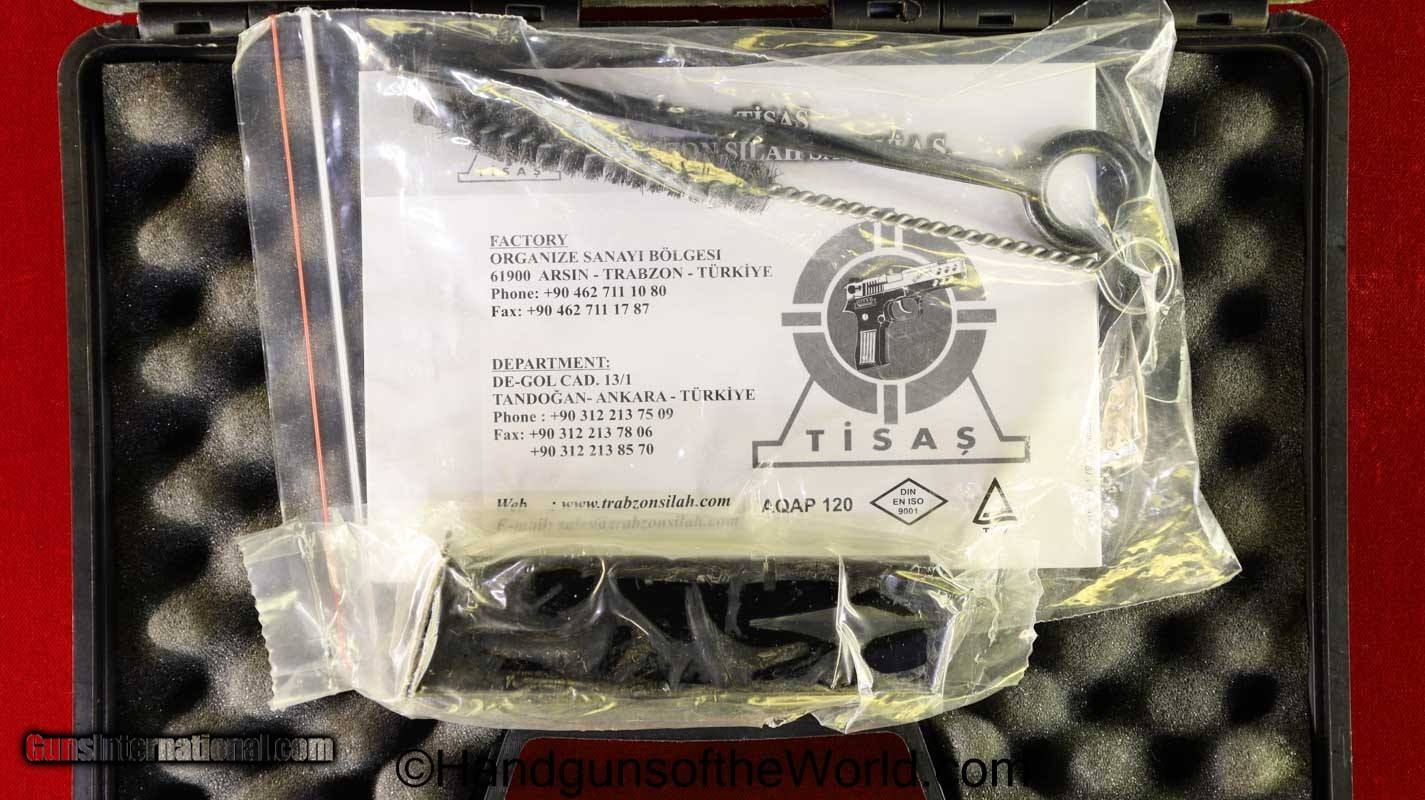 TİSAŞ
TİSAŞ
FACTORY
ORGANIZE SANAYI BÖLGESI
61900 ARSIN - TRABZON - TÜRKİYE
Phone: +90 462 711 10 80
Fax: +90 462 711 17 87
DEPARTMENT:
DE-GOL CAD. 13/1
TANDOĞAN- ANKARA - TÜRKİYE
Phone : +90 312 213 75 09
Fax: +90 312 213 78 06
+90 312 213 85 70
TİSAŞ
Web : www.trabzonsilah.com
AQAP 120
DIN
EN ISO
9001
GunsInternational.com
©HandgunsoftheWorld.com